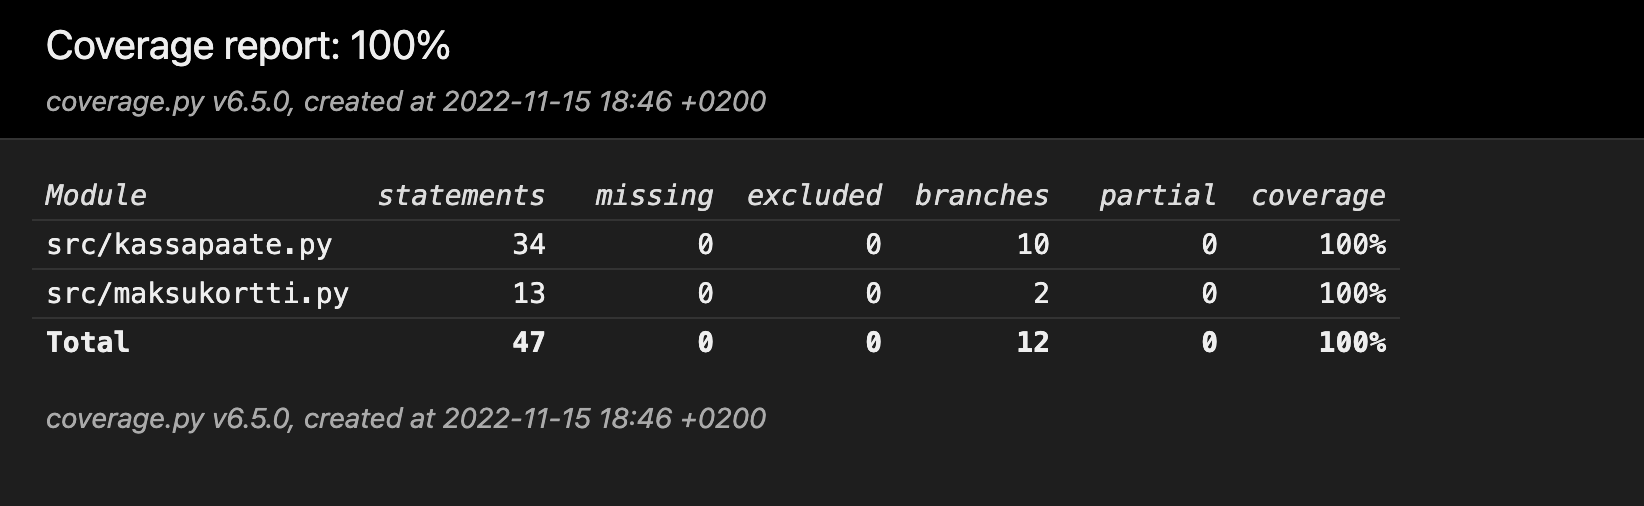 Coverage report: 100%
coverage.py v6.5.0, created at 2022-11-15 18:46 +0200
Module statements missing excluded branches partial coverage
src/kassapaate.py 34 0 0 10 0 100%
src/maksukortti.py 13 0 0 2 0 100%
Total 47 0 0 12 0 100%
coverage.py v6.5.0, created at 2022-11-15 18:46 +0200